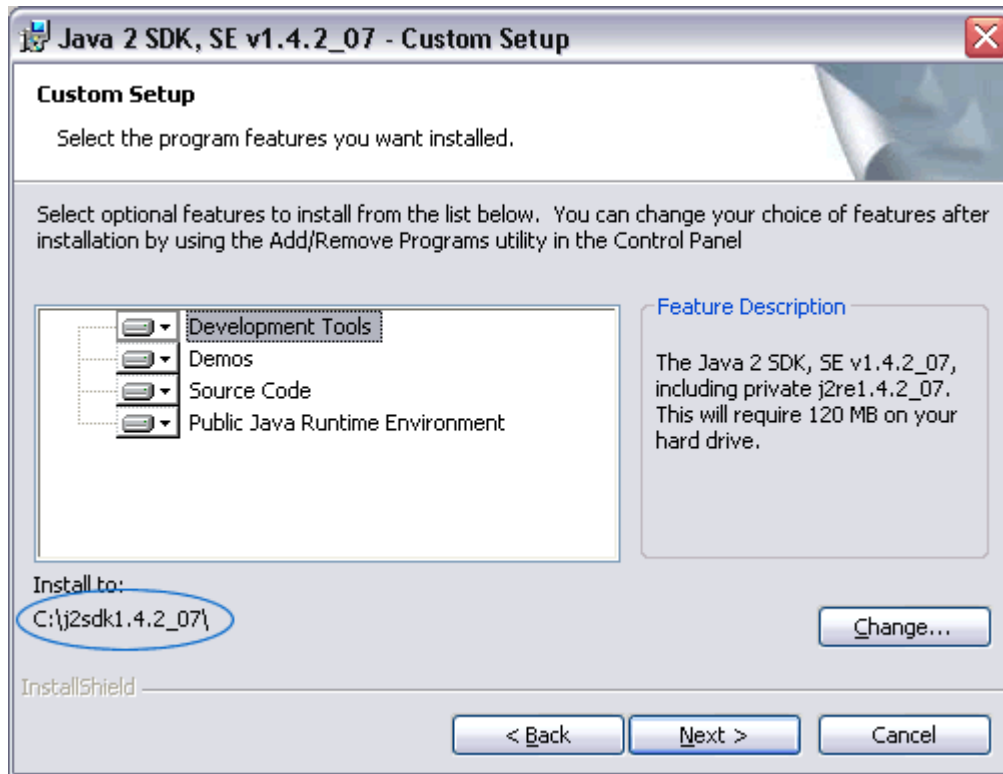 Java 2 SDK, SE v1.4.2_07 - Custom Setup
Custom Setup
Select the program features you want installed.
Select optional features to install from the list below.  You can change your choice of features after
installation by using the Add/Remove Programs utility in the Control Panel
Development Tools
Demos
Source Code
Public Java Runtime Environment
Feature Description
The Java 2 SDK, SE v1.4.2_07,
including private j2re1.4.2_07.
This will require 120 MB on your
hard drive.
Install to:
C:\j2sdk1.4.2_07\
Change...
InstallShield
< Back
Next >
Cancel